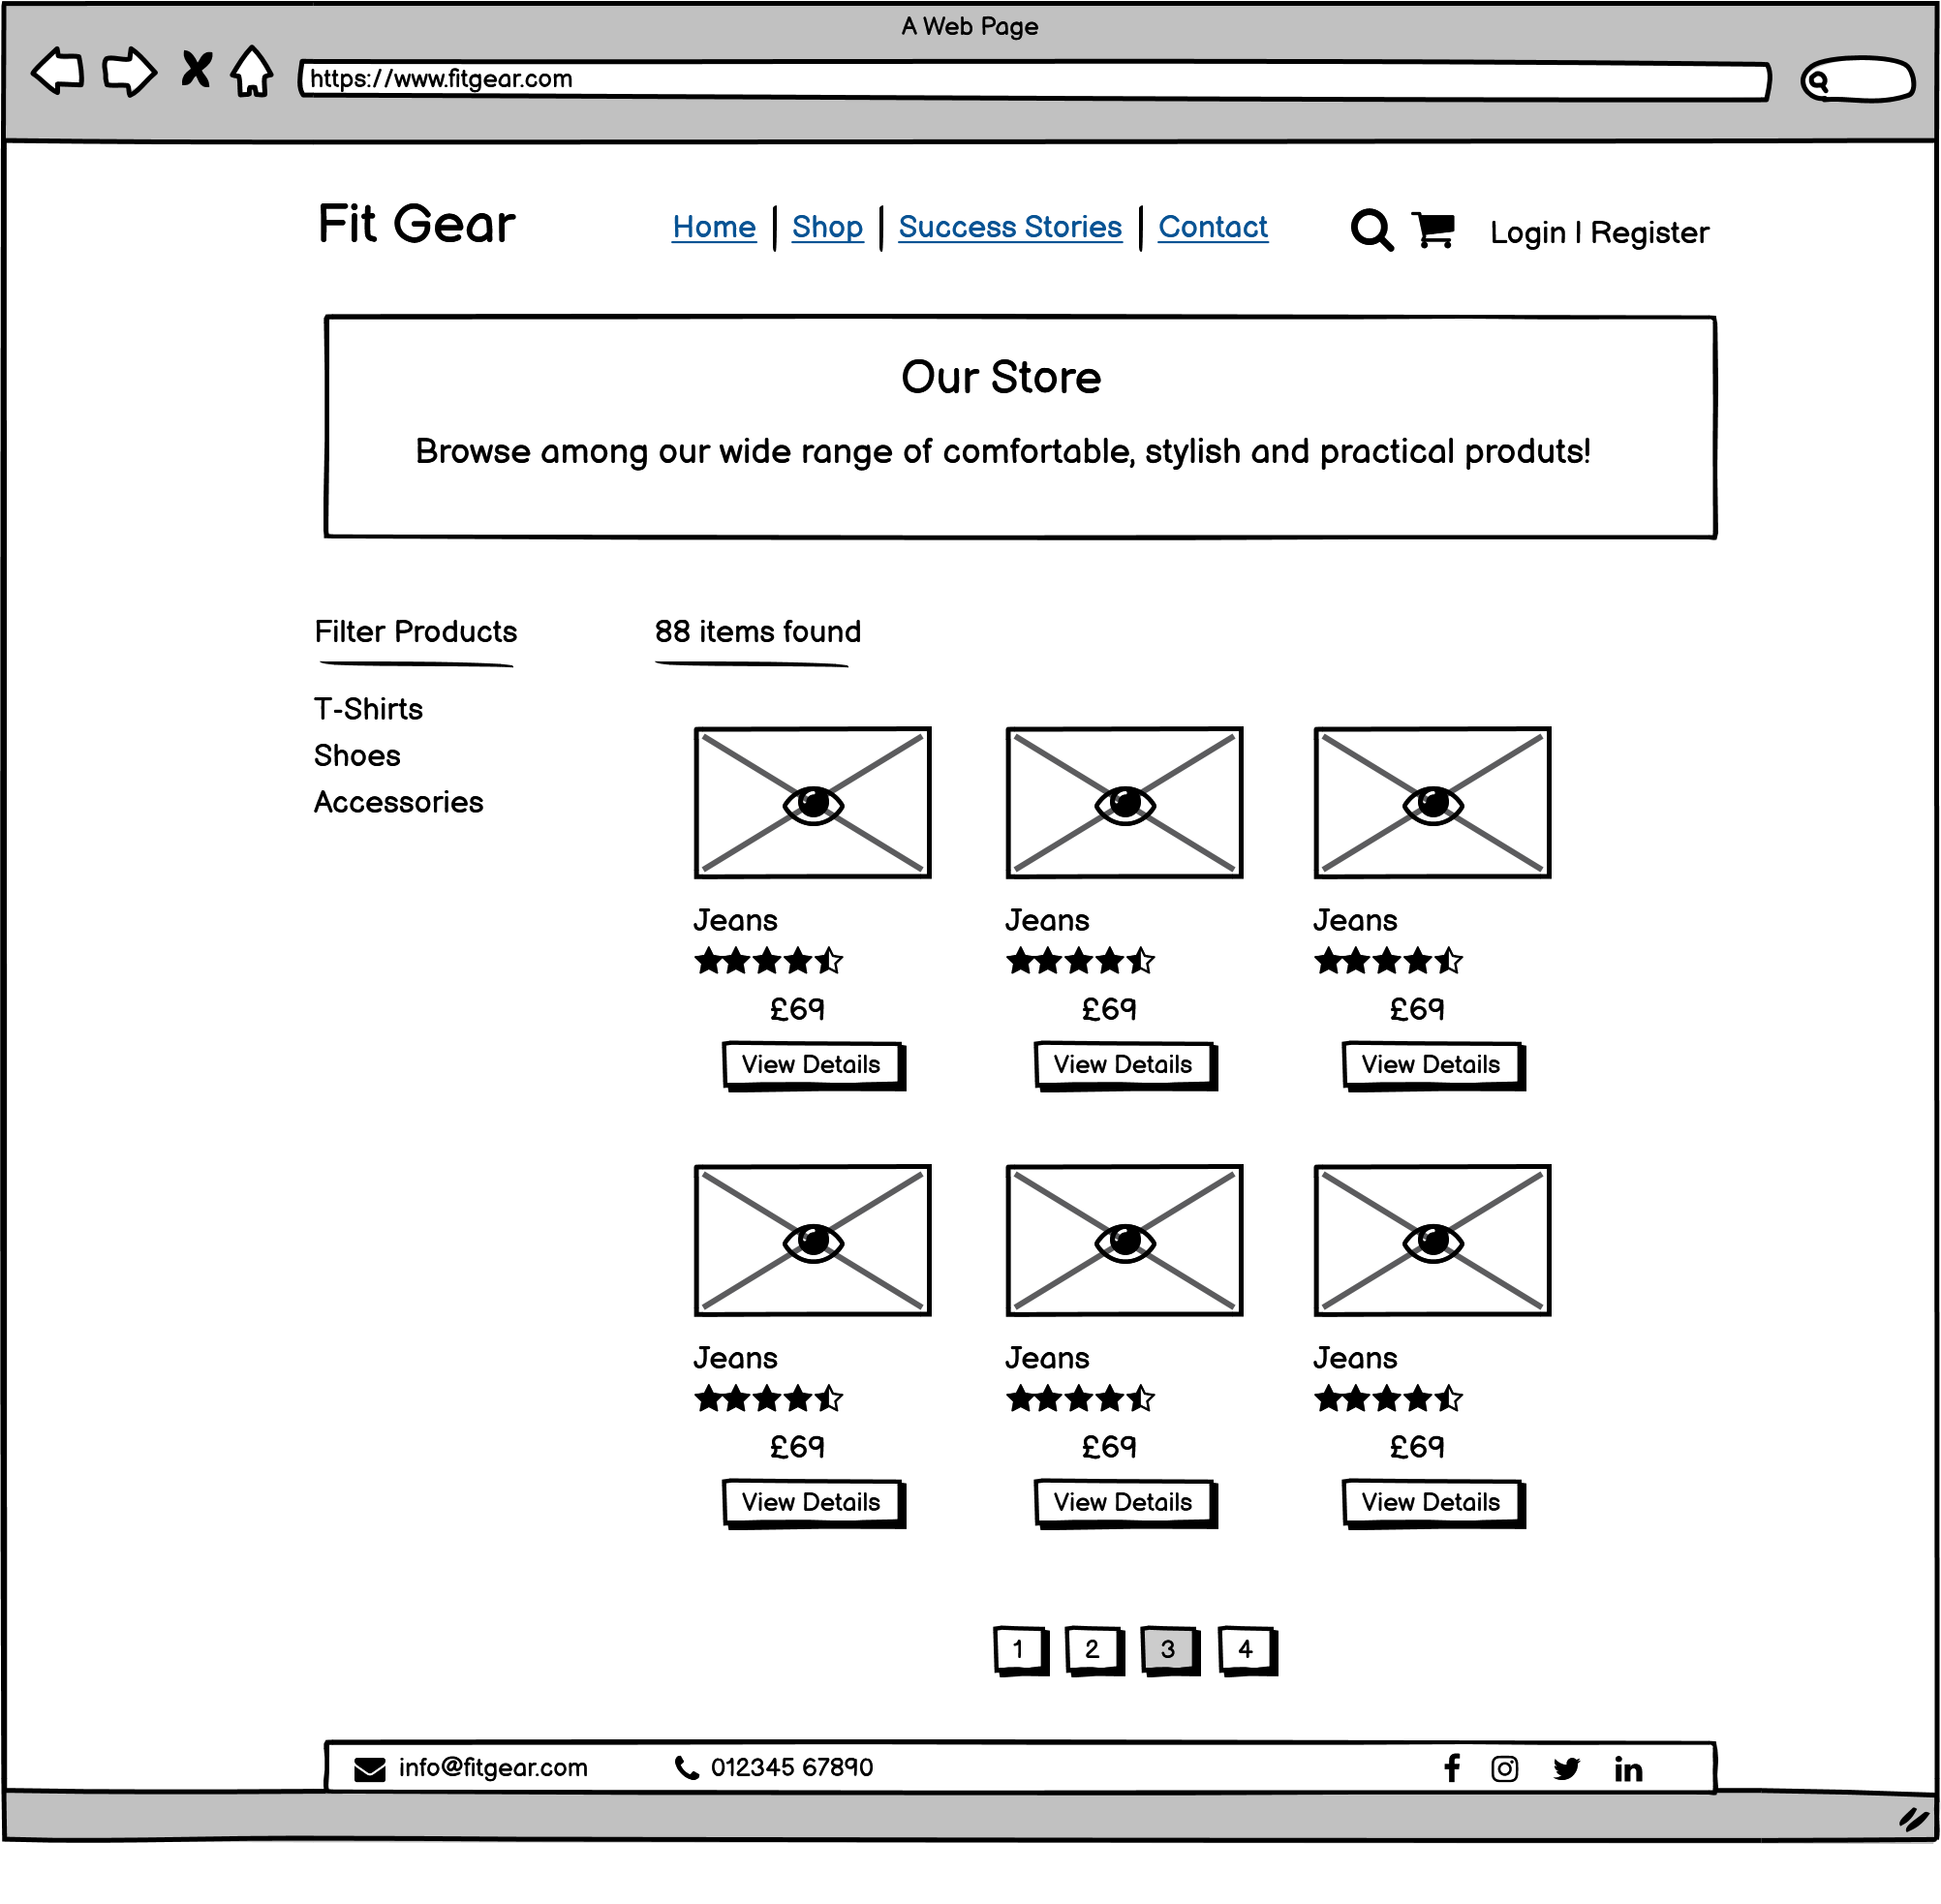 A Web Page
https://www.fitgear.com
Fit Gear
Home | Shop | Success Stories | Contact
Login | Register
Our Store
Browse among our wide range of comfortable, stylish and practical produts!
Filter Products
88 items found
T-Shirts
Shoes
Accessories
Jeans Jeans Jeans
£69 £69 £69
View Details View Details View Details
Jeans Jeans Jeans
£69 £69 £69
View Details View Details View Details
1 2 3 4
info@fitgear.com 012345 67890